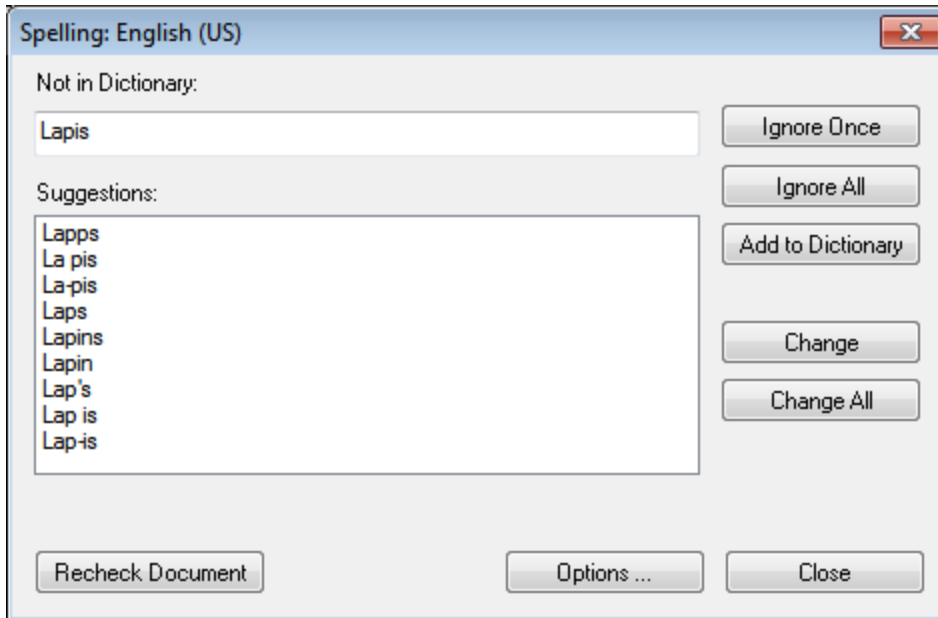 Spelling: English (US)
Not in Dictionary:
Lapis
Ignore Once
Ignore All
Suggestions:
Lapps
La pis
La-pis
Laps
Lapins
Lapin
Lap's
Lap is
Lap-is
Add to Dictionary
Change
Change All
Recheck Document
Options ...
Close